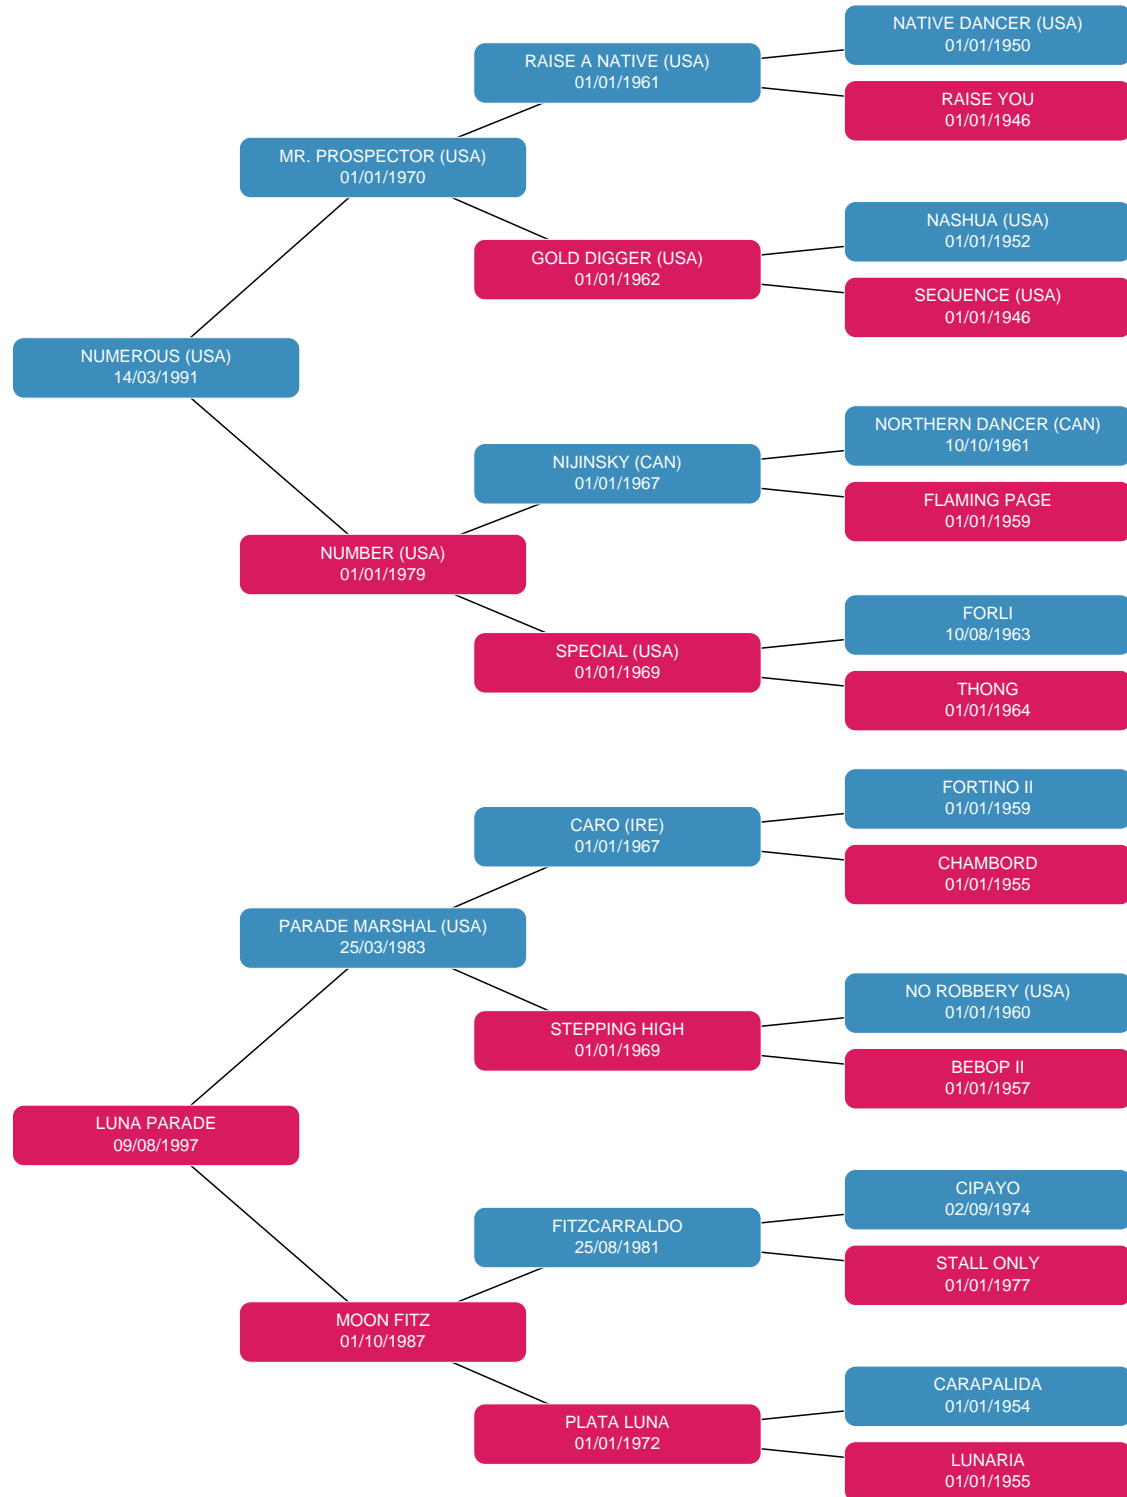 NATIVE DANCER (USA)
01/01/1950
RAISE A NATIVE (USA)
01/01/1961
RAISE YOU
01/01/1946
MR. PROSPECTOR (USA)
01/01/1970
NASHUA (USA)
01/01/1952
GOLD DIGGER (USA)
01/01/1962
SEQUENCE (USA)
01/01/1946
NUMEROUS (USA)
14/03/1991
NORTHERN DANCER (CAN)
10/10/1961
NIJINSKY (CAN)
01/01/1967
FLAMING PAGE
01/01/1959
NUMBER (USA)
01/01/1979
FORLI
10/08/1963
SPECIAL (USA)
01/01/1969
THONG
01/01/1964
FORTINO II
01/01/1959
CARO (IRE)
01/01/1967
CHAMBORD
01/01/1955
PARADE MARSHAL (USA)
25/03/1983
NO ROBBERY (USA)
01/01/1960
STEPPING HIGH
01/01/1969
BEBOP II
01/01/1957
LUNA PARADE
09/08/1997
CIPAYO
02/09/1974
FITZCARRALDO
25/08/1981
STALL ONLY
01/01/1977
MOON FITZ
01/10/1987
CARAPALIDA
01/01/1954
PLATA LUNA
01/01/1972
LUNARIA
01/01/1955